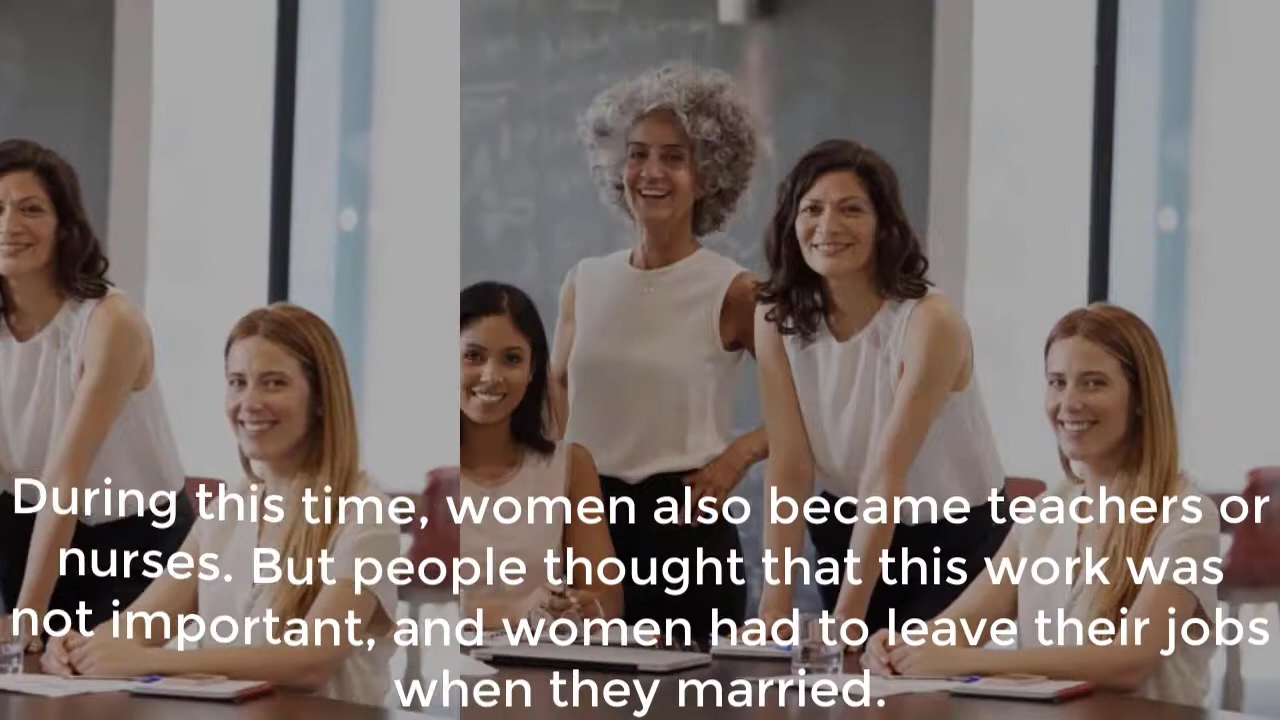 During this time, women also became teachers or
nurses. But people thought that this work was
not important, and women had to leave their jobs
when they married.